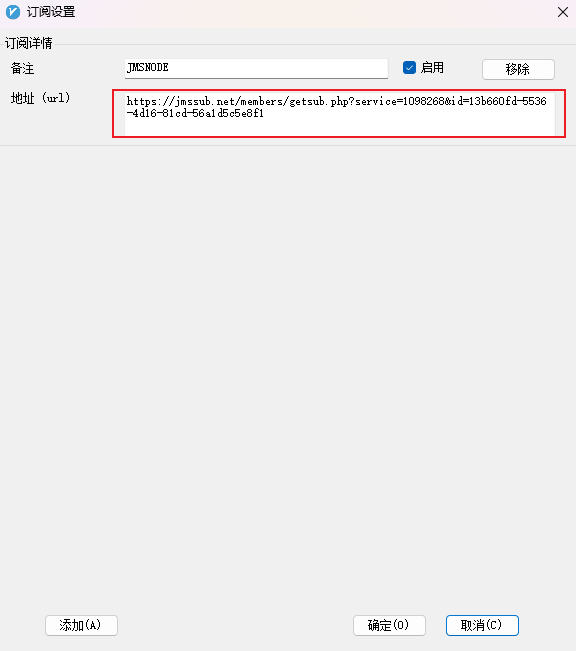 订阅设置
订阅详情
备注 JMSNODE 启用 移除
地址 (url) https://jmssub.net/members/getsub.php?service=1098268&id=13b660fd-5536
-4d16-81cd-56a1d5c5e8f1
添加(A) 确定(O) 取消(C)